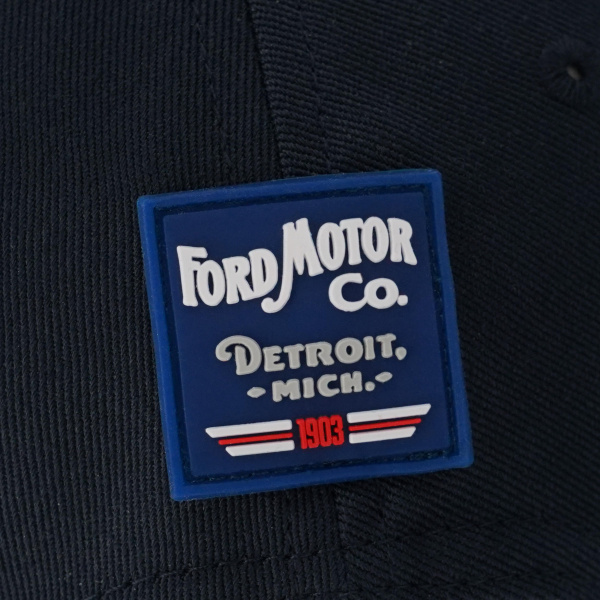 FORD MOTOR
CO.
DETROIT,
-MICH.-
1903